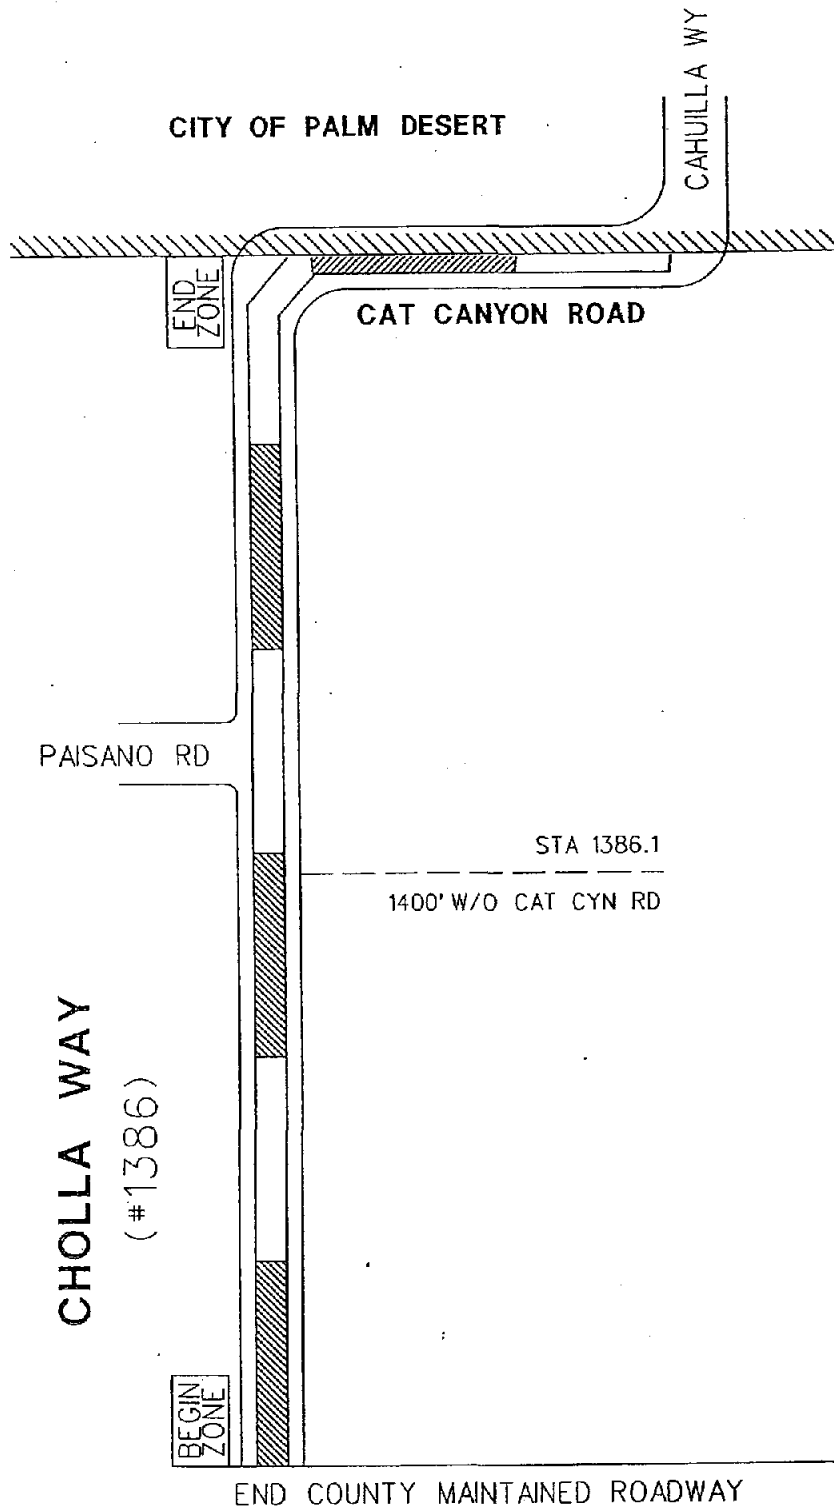 CAHUILLA WY
CITY OF PALM DESERT
END
ZONE
CAT CANYON ROAD
PAISANO RD
STA 1386.1
1400' W/O CAT CYN RD
CHOLLA WAY
(#1386)
BEGIN
ZONE
END COUNTY MAINTAINED ROADWAY